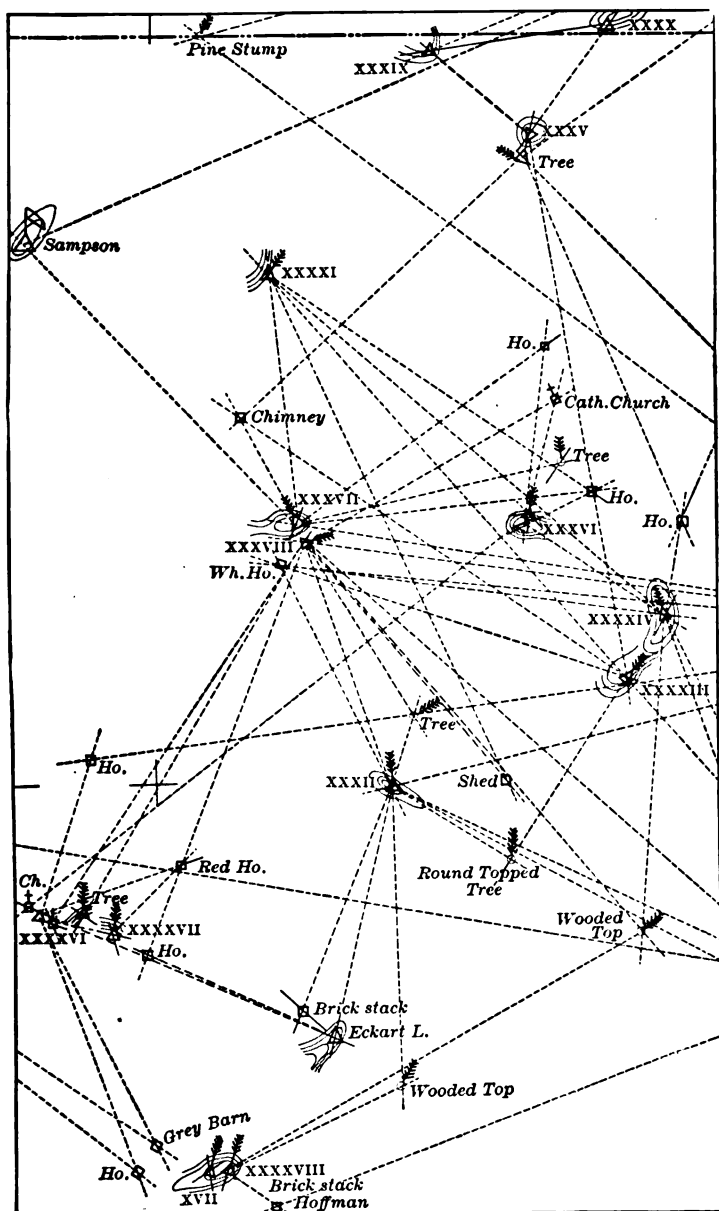 XXXX
Pine Stump
XXXIX
XXXV
Tree
Sampson
XXXXI
Ho.
Cath. Church
Chimney
Tree
XXXVII
Ho.
Ho.
XXXVI
XXXVIII
Wh. Ho.
XXXXIV
XXXXIII
Tree
Ho.
XXXII
Shed
Red Ho.
Round Topped
Tree
Ch.
Tree
XXXXVII
Wooded
Top
XXXXVI
Ho.
Brick stack
Eckart L.
Wooded Top
Grey Barn
Ho.
XXXXVIII
XVII
Brick stack
Hoffman